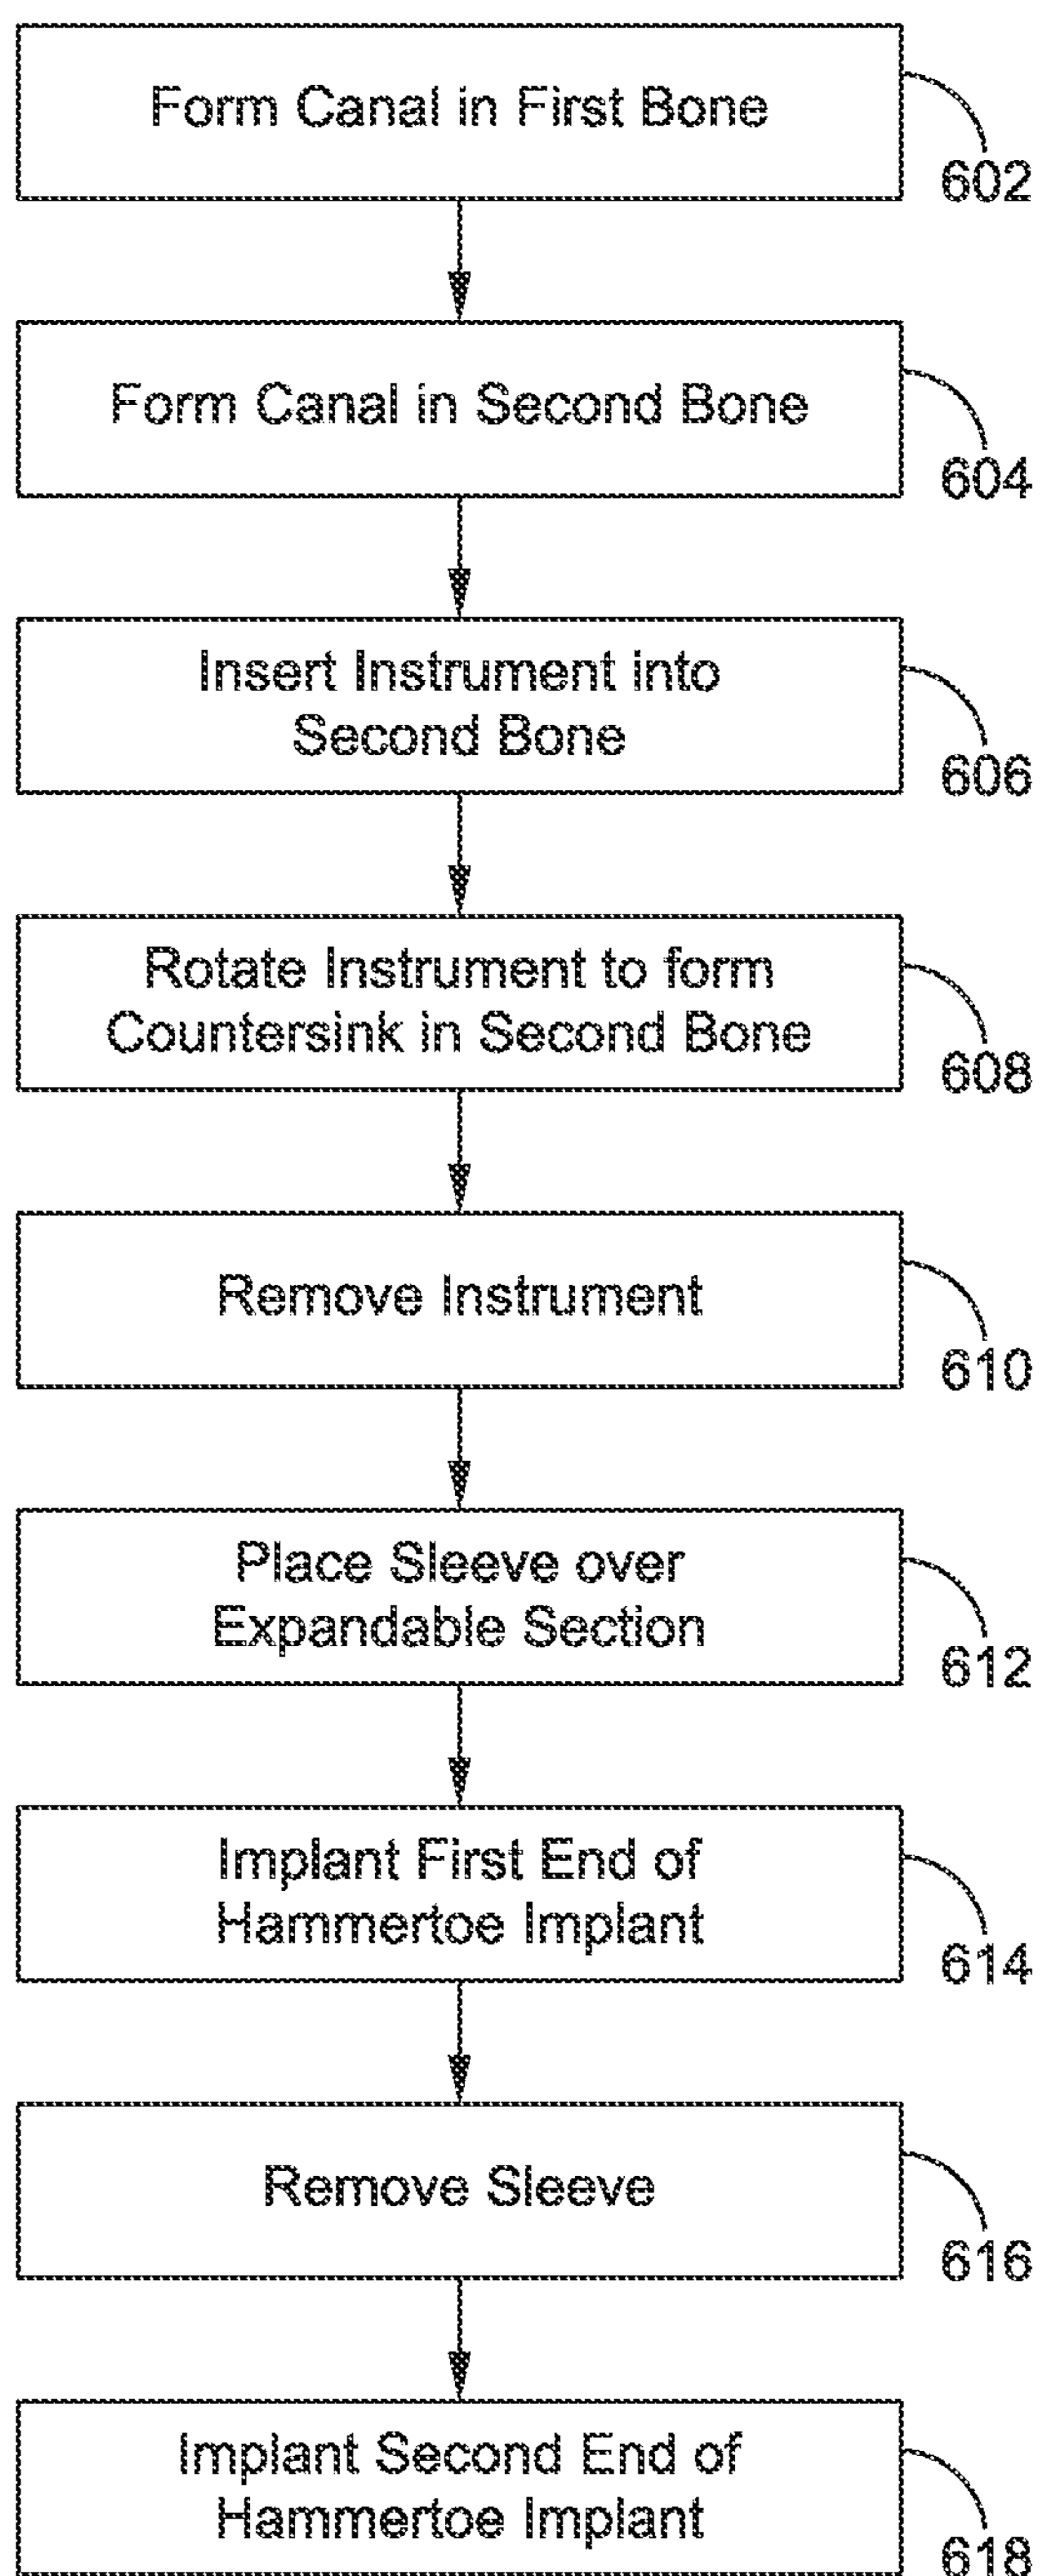 Form Canal in First Bone
602
Form Canal in Second Bone
604
Insert Instrument into
Second Bone
606
Rotate Instrument to form
Countersink in Second Bone
608
Remove Instrument
610
Place Sleeve over
Expandable Section
612
Implant First End of
Hammertoe Implant
614
Remove Sleeve
616
Implant Second End of
Hammertoe Implant
618